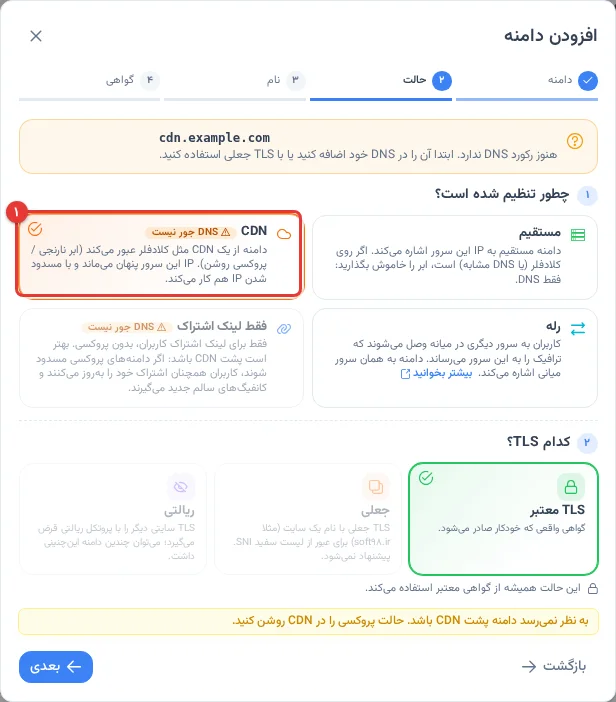 افزودن دامنه
دامنه
۲ حالت
۳ نام
۴ گواهی
cdn.example.com
هنوز رکورد DNS ندارد. ابتدا آن را در DNS خود اضافه کنید یا با TLS جعلی استفاده کنید.
۱ چطور تنظیم شده است؟
مستقیم
دامنه مستقیم به IP این سرور اشاره می‌کند. اگر روی
کلادفلر (یا DNS مشابه) است، ابر را خاموش بگذارید:
فقط DNS.
۱
CDN DNS جور نیست
دامنه از یک CDN مثل کلادفلر عبور می‌کند (ابر نارنجی /
پروکسی روشن). IP این سرور پنهان می‌ماند و با مسدود
شدن IP هم کار می‌کند.
رله
کاربران به سرور دیگری در میانه وصل می‌شوند که
ترافیک را به این سرور می‌رساند. دامنه به همان سرور
میانی اشاره می‌کند. بیشتر بخوانید
فقط لینک اشتراک DNS جور نیست
فقط برای لینک اشتراک کاربران، بدون پروکسی. بهتر
است پشت CDN باشد: اگر دامنه‌های پروکسی مسدود
شوند، کاربران همچنان اشتراک خود را به‌روز می‌کنند و
کانفیگ‌های سالم جدید می‌گیرند.
۲ کدام TLS؟
TLS معتبر
گواهی واقعی که خودکار صادر می‌شود.
جعلی
TLS جعلی با نام یک سایت (مثلا
soft98.ir) برای عبور از لیست سفید SNI.
پیشنهاد نمی‌شود.
ریالتی
TLS سایتی دیگر را با پروتکل ریالتی قرض
می‌گیرد؛ می‌توان چندین دامنه این‌چنینی
داشت.
این حالت همیشه از گواهی معتبر استفاده می‌کند.
به نظر نمی‌رسد دامنه پشت CDN باشد. حالت پروکسی را در CDN روشن کنید.
بازگشت
بعدی